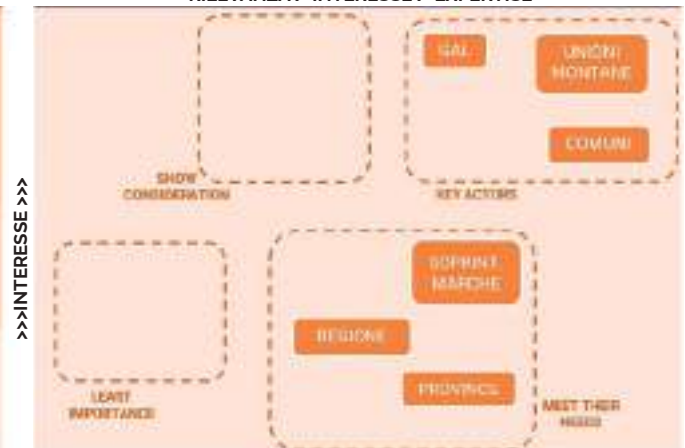 GAL
UNIONI
MONTANE
COMUNI
SHOW
CONSIDERATION
KEY ACTORS
>>>INTERESSE >>>
SOPRINT.
MARCHE
REGIONE
PROVINCE
LEAST
IMPORTANCE
MEET THEIR
NEEDS